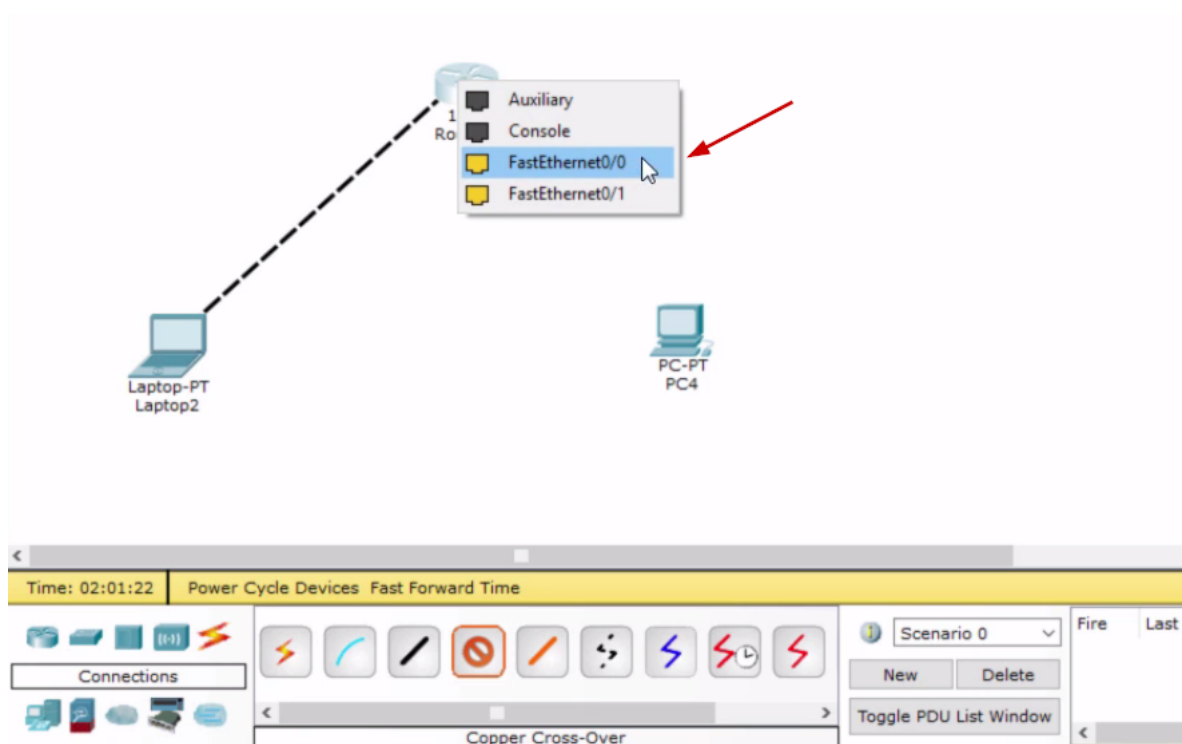 Auxiliary
Console
FastEthernet0/0
FastEthernet0/1
1
Ro
Laptop-PT
Laptop2
PC-PT
PC4
Time: 02:01:22 Power Cycle Devices Fast Forward Time
Connections
Copper Cross-Over
Scenario 0
New Delete
Toggle PDU List Window
Fire Last